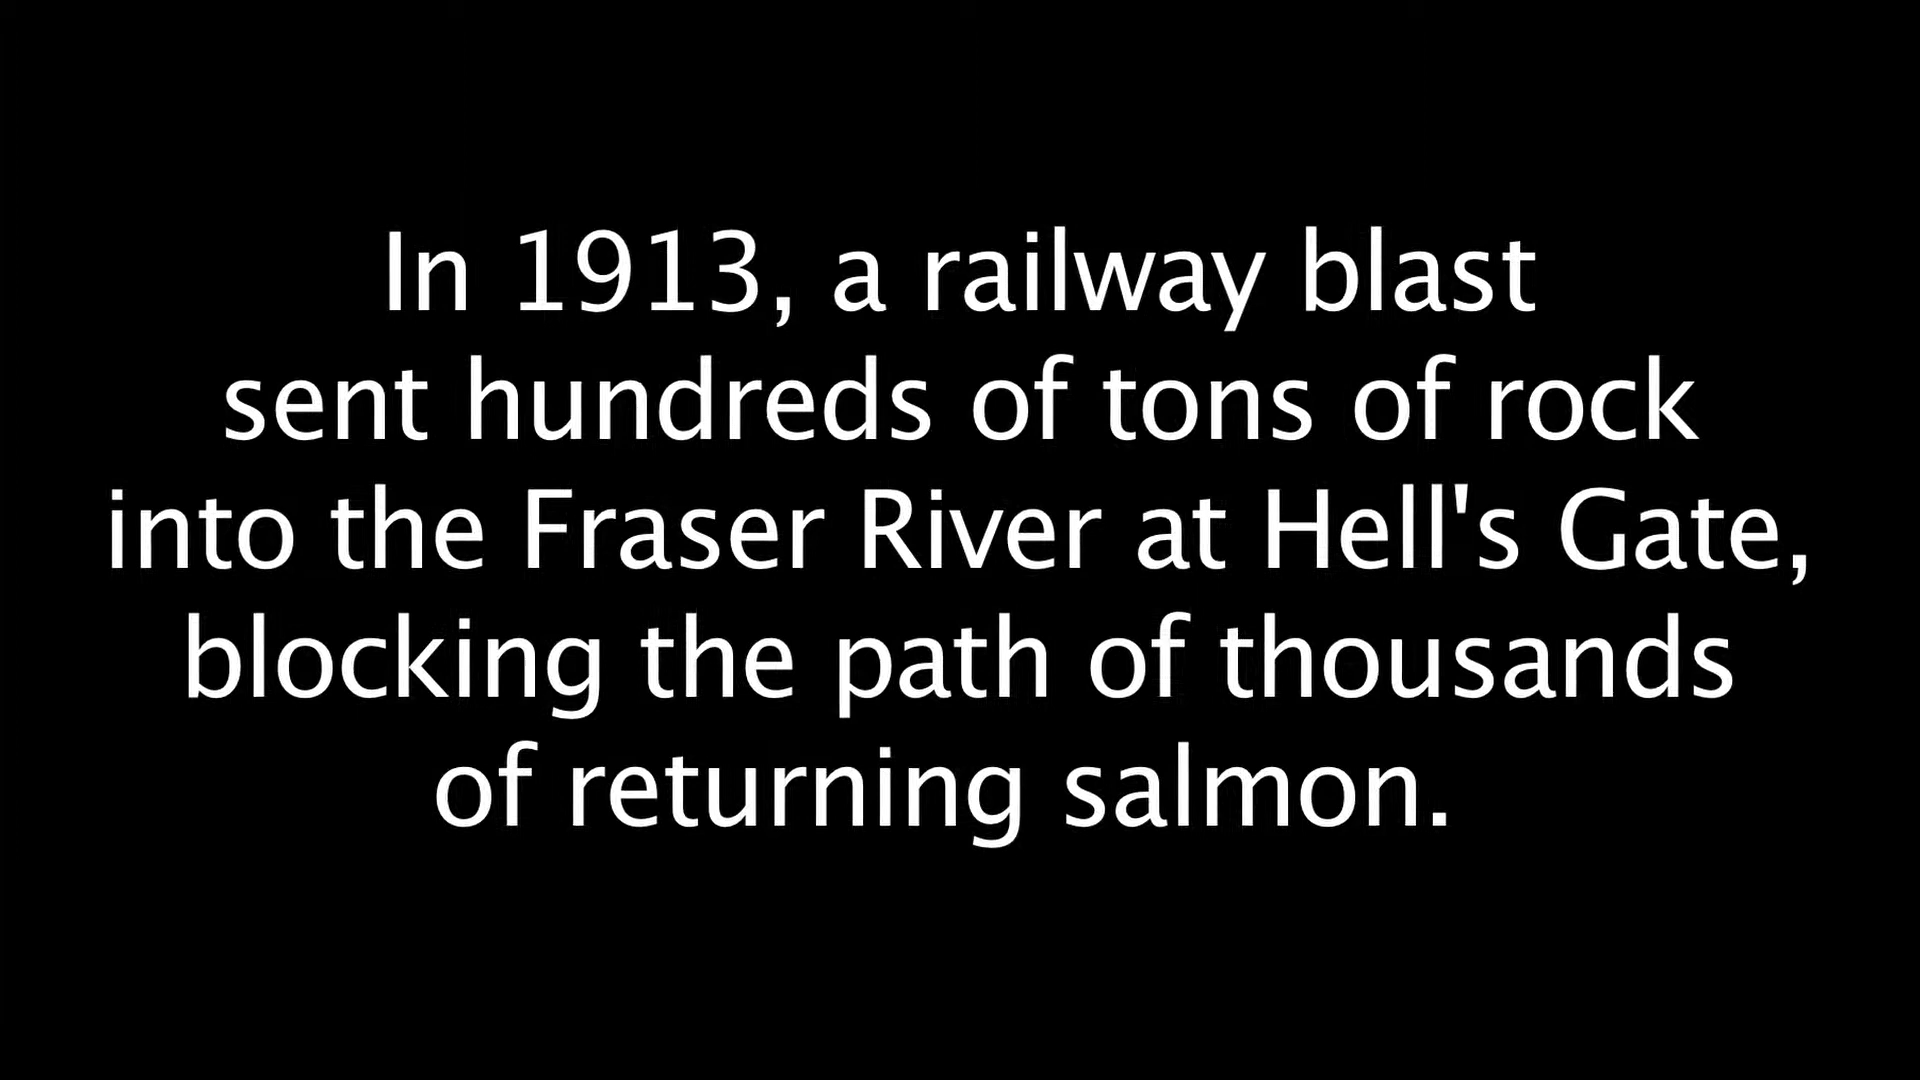 In 1913, a railway blast
sent hundreds of tons of rock
into the Fraser River at Hell's Gate,
blocking the path of thousands
of returning salmon.